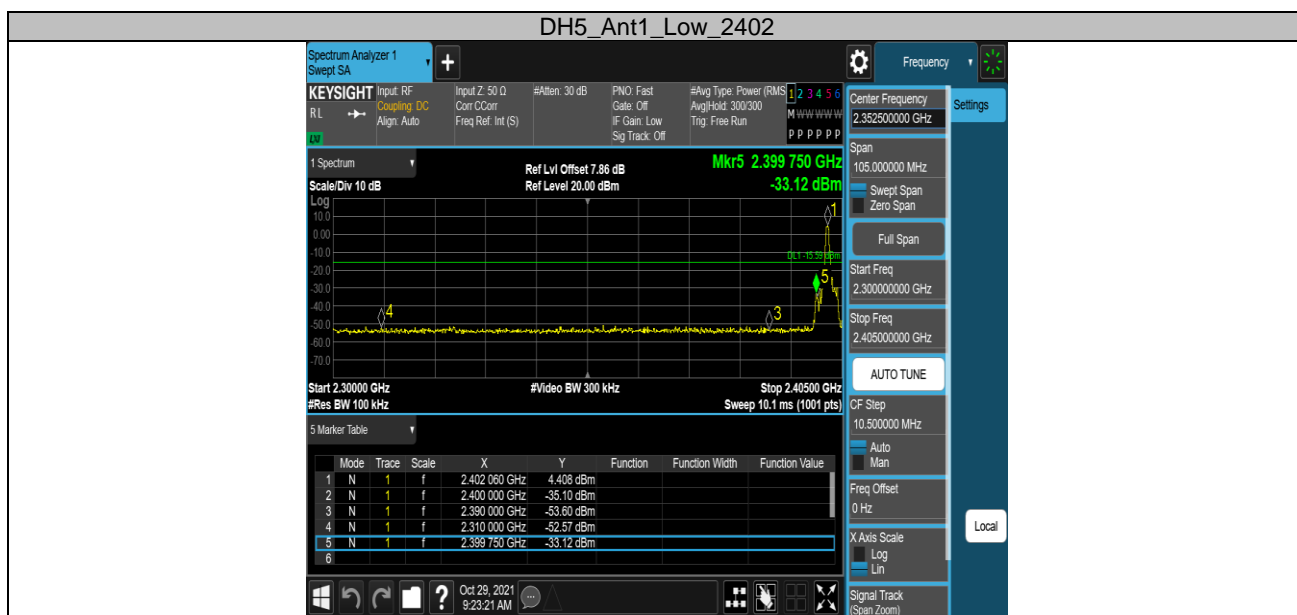 DH5_Ant1_Low_2402
Spectrum Analyzer 1
Swept SA
Frequency
KEYSIGHT
RL
LXI
Input: RF
Coupling: DC
Align: Auto
Input Z: 50 Ω
Corr CCorr
Freq Ref: Int (S)
#Atten: 30 dB
PNO: Fast
Gate: Off
IF Gain: Low
Sig Track: Off
#Avg Type: Power (RMS
Avg|Hold: 300/300
Trig: Free Run
1 2 3 4 5 6
M W W W W W
P P P P P P
1 Spectrum
Scale/Div 10 dB
Ref Lvl Offset 7.86 dB
Ref Level 20.00 dBm
Mkr5 2.399 750 GHz
-33.12 dBm
Log
10.0
0.00
-10.0
-20.0
-30.0
-40.0
-50.0
-60.0
-70.0
1
DL1 -15.59 dBm
5
4
3
Start 2.30000 GHz
#Res BW 100 kHz
#Video BW 300 kHz
Stop 2.40500 GHz
Sweep 10.1 ms (1001 pts)
5 Marker Table
Mode Trace Scale X Y Function Function Width Function Value
1 N 1 f 2.402 060 GHz 4.408 dBm
2 N 1 f 2.400 000 GHz -35.10 dBm
3 N 1 f 2.390 000 GHz -53.60 dBm
4 N 1 f 2.310 000 GHz -52.57 dBm
5 N 1 f 2.399 750 GHz -33.12 dBm
6
Oct 29, 2021
9:23:21 AM
Center Frequency
2.352500000 GHz
Settings
Span
105.000000 MHz
Swept Span
Zero Span
Full Span
Start Freq
2.300000000 GHz
Stop Freq
2.405000000 GHz
AUTO TUNE
CF Step
10.500000 MHz
Auto
Man
Freq Offset
0 Hz
X Axis Scale
Log
Lin
Local
Signal Track
(Span Zoom)